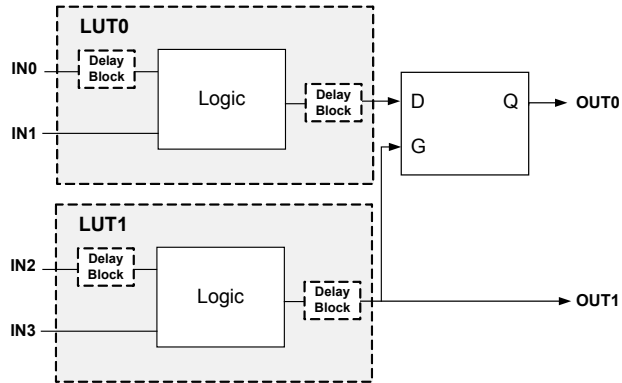 LUT0
IN0
Delay
Block
Logic
Delay
Block
IN1
D
Q
OUT0
G
LUT1
IN2
Delay
Block
Logic
Delay
Block
OUT1
IN3